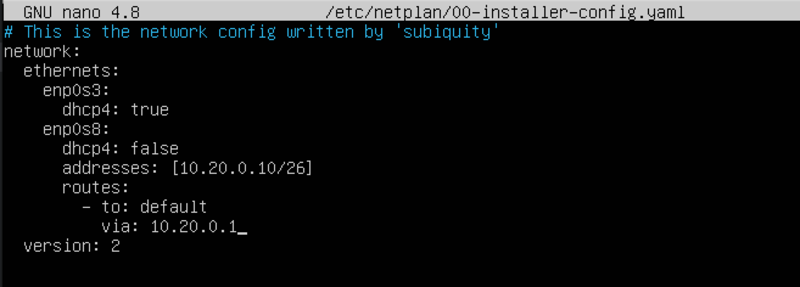 GNU nano 4.8 /etc/netplan/00-installer-config.yaml
# This is the network config written by 'subiquity'
network:
  ethernets:
    enp0s3:
      dhcp4: true
    enp0s8:
      dhcp4: false
      addresses: [10.20.0.10/26]
      routes:
        - to: default
          via: 10.20.0.1_
  version: 2